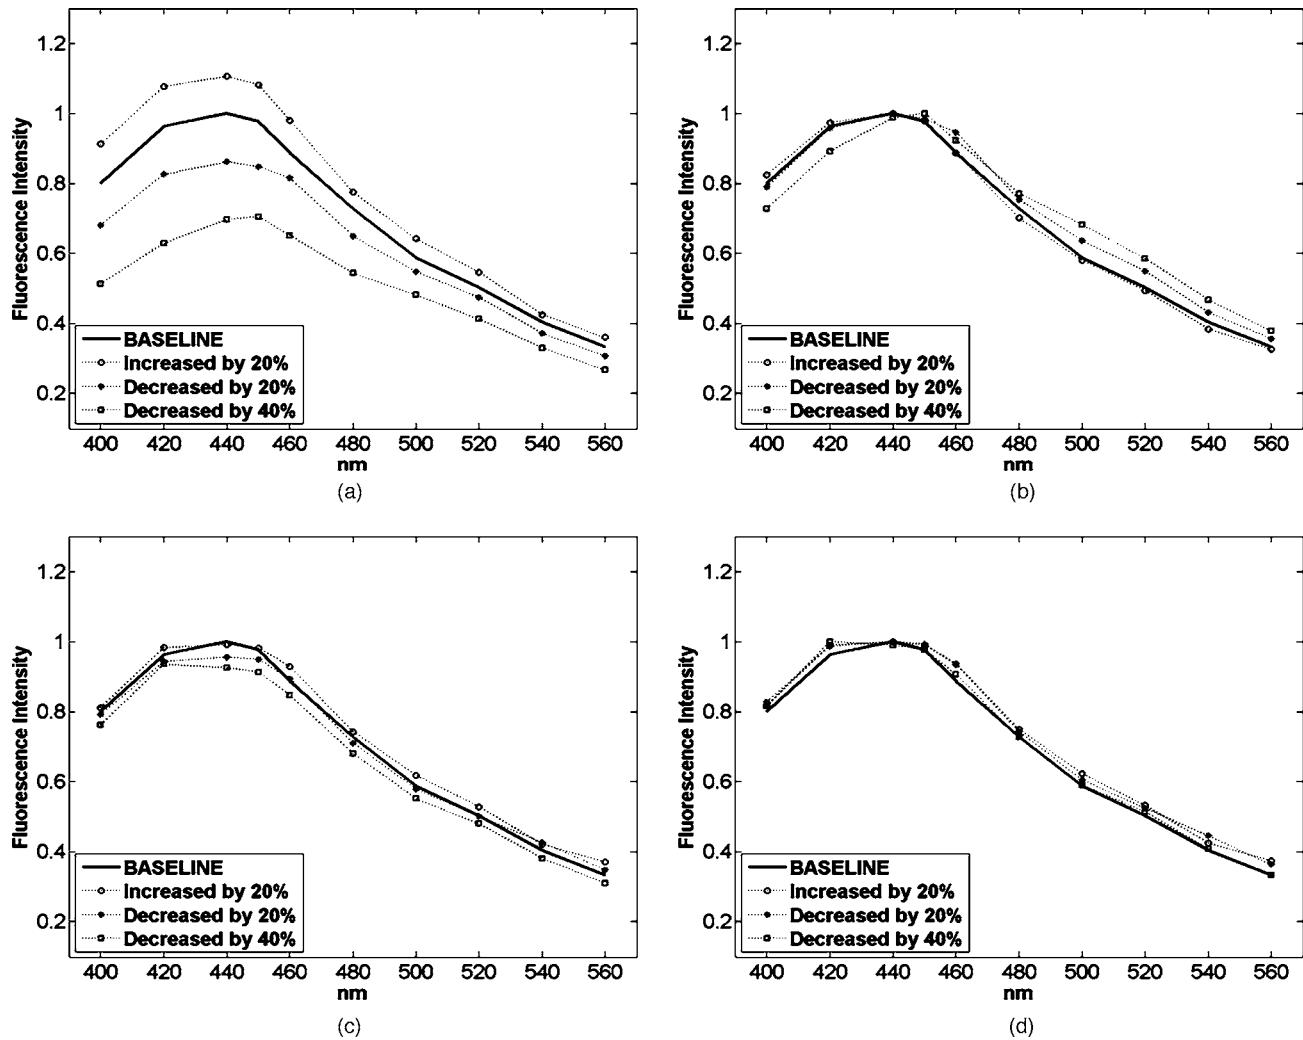 1.2
1
0.8
0.6
0.4
0.2
Fluorescence Intensity
BASELINE
Increased by 20%
Decreased by 20%
Decreased by 40%
400 420 440 460 480 500 520 540 560
nm
(a)
1.2
1
0.8
0.6
0.4
0.2
Fluorescence Intensity
BASELINE
Increased by 20%
Decreased by 20%
Decreased by 40%
400 420 440 460 480 500 520 540 560
nm
(b)
1.2
1
0.8
0.6
0.4
0.2
Fluorescence Intensity
BASELINE
Increased by 20%
Decreased by 20%
Decreased by 40%
400 420 440 460 480 500 520 540 560
nm
(c)
1.2
1
0.8
0.6
0.4
0.2
Fluorescence Intensity
BASELINE
Increased by 20%
Decreased by 20%
Decreased by 40%
400 420 440 460 480 500 520 540 560
nm
(d)